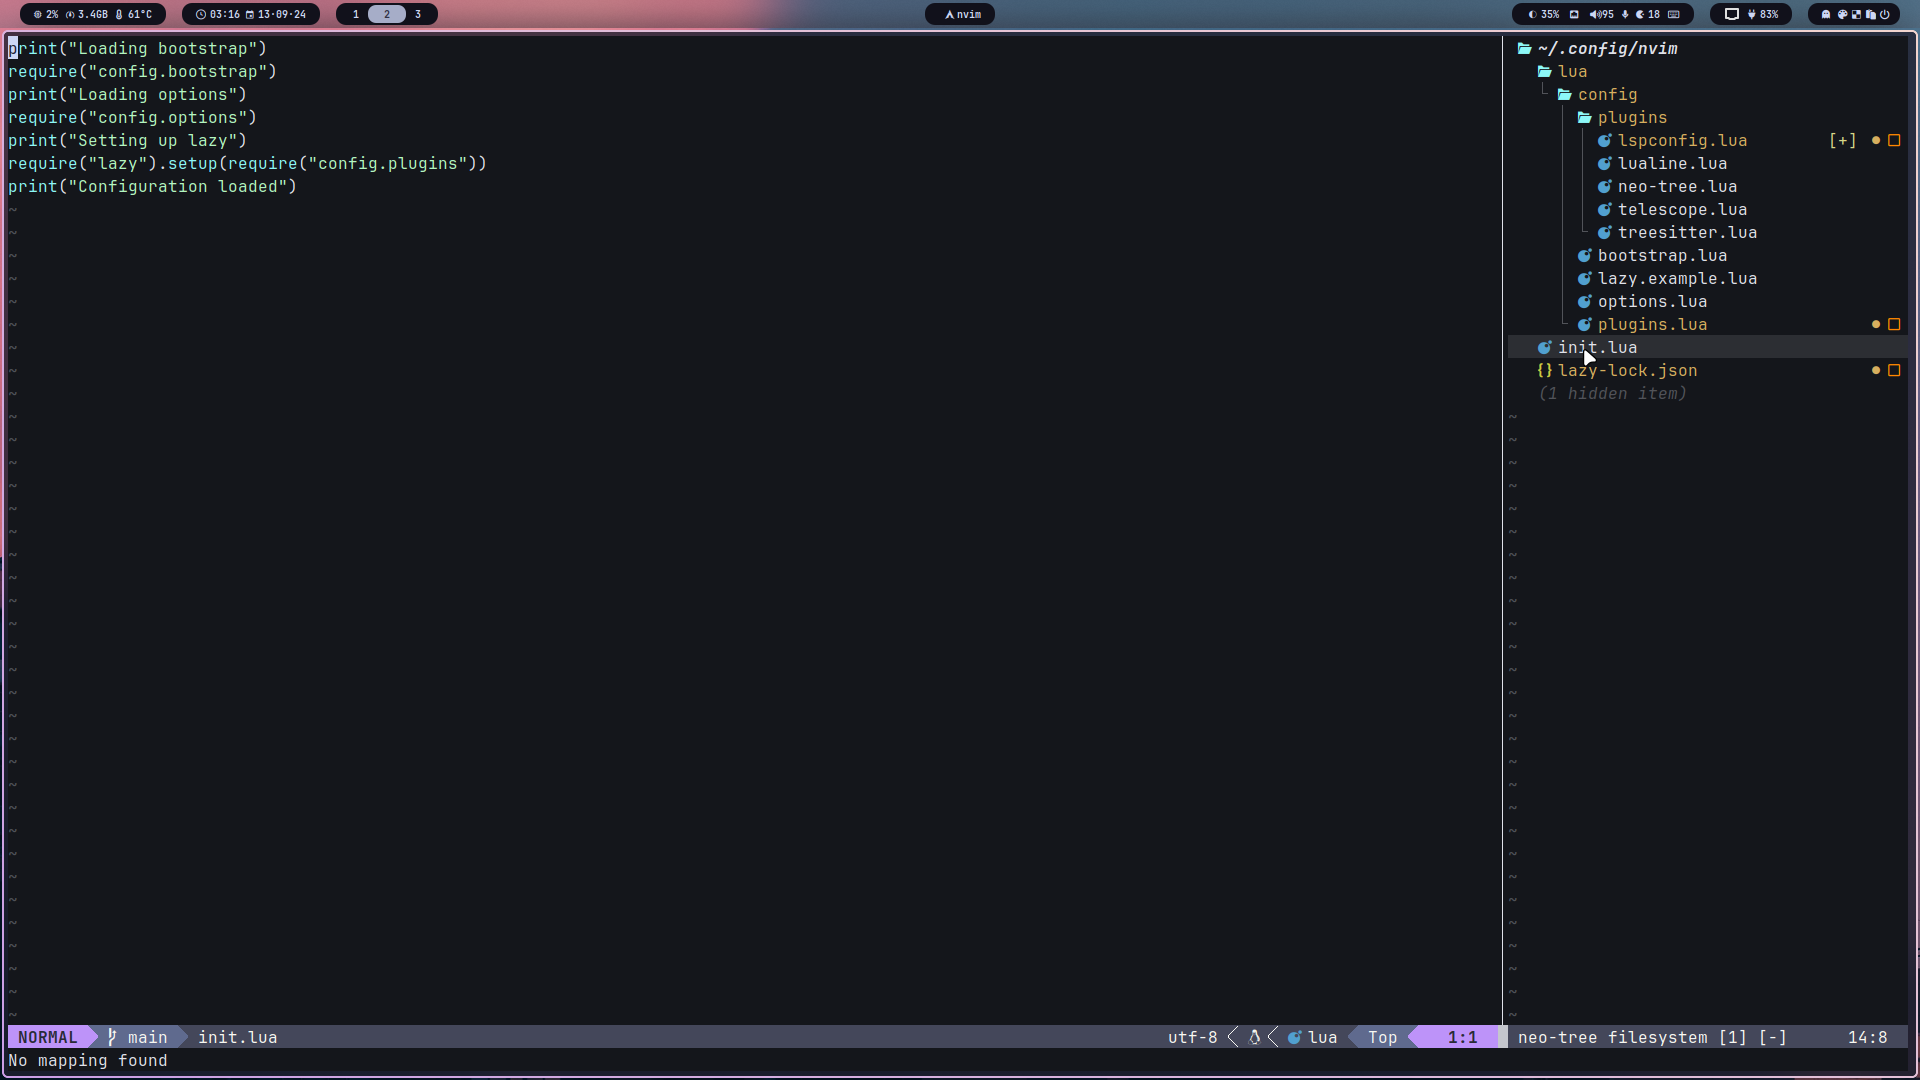 2% 3.4GB 61°C 03:16 13·09·24 1 2 3 nvim 35% 95 18 83%
print("Loading bootstrap")
require("config.bootstrap")
print("Loading options")
require("config.options")
print("Setting up lazy")
require("lazy").setup(require("config.plugins"))
print("Configuration loaded")
~/.config/nvim
lua
config
plugins
lspconfig.lua [+]
lualine.lua
neo-tree.lua
telescope.lua
treesitter.lua
bootstrap.lua
lazy.example.lua
options.lua
plugins.lua
init.lua
{} lazy-lock.json
(1 hidden item)
NORMAL main init.lua utf-8 lua Top 1:1 neo-tree filesystem [1] [-] 14:8
No mapping found